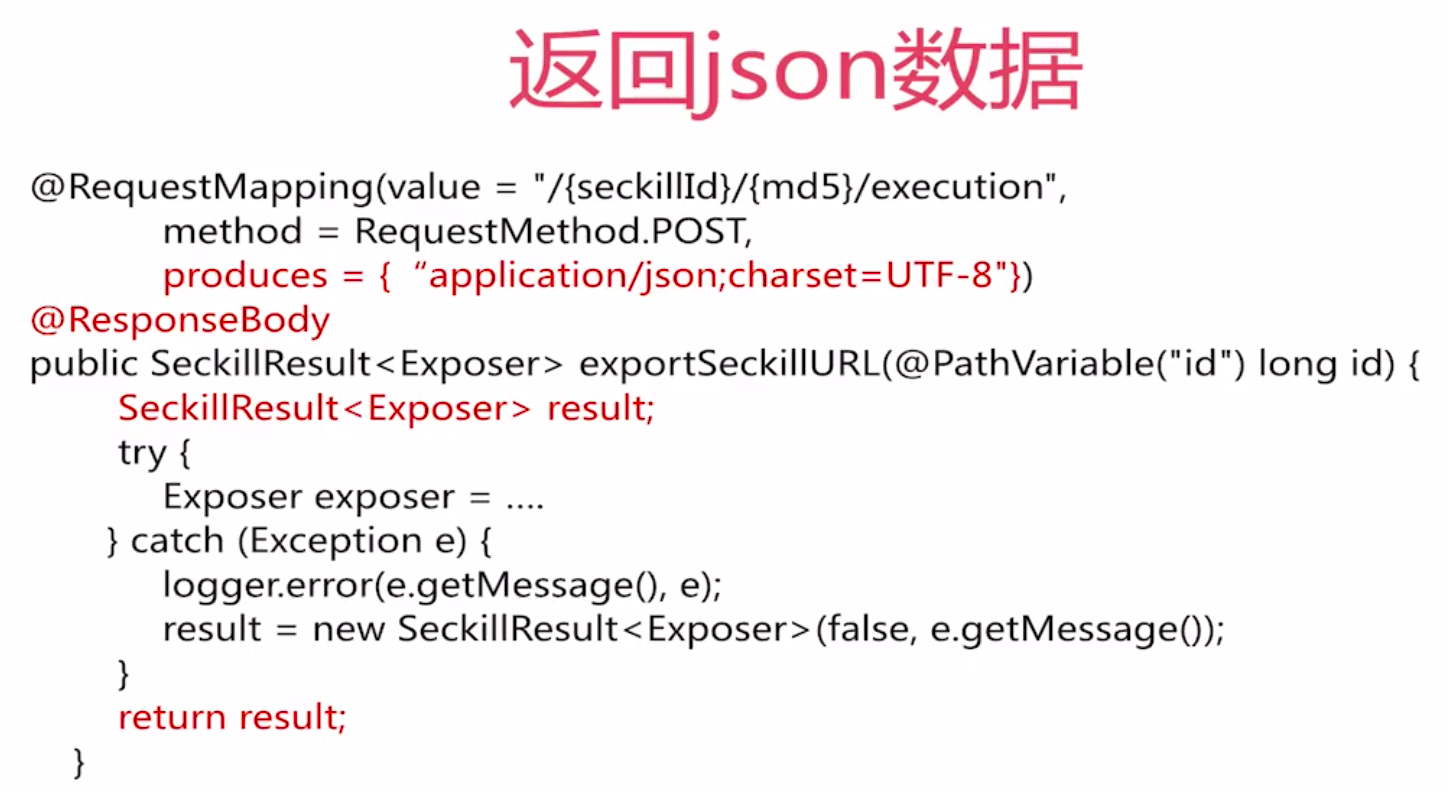 返回json数据
@RequestMapping(value = "/{seckillId}/{md5}/execution",
method = RequestMethod.POST,
produces = { “application/json;charset=UTF-8"})
@ResponseBody
public SeckillResult<Exposer> exportSeckillURL(@PathVariable("id") long id) {
SeckillResult<Exposer> result;
try {
Exposer exposer = ....
} catch (Exception e) {
logger.error(e.getMessage(), e);
result = new SeckillResult<Exposer>(false, e.getMessage());
}
return result;
}